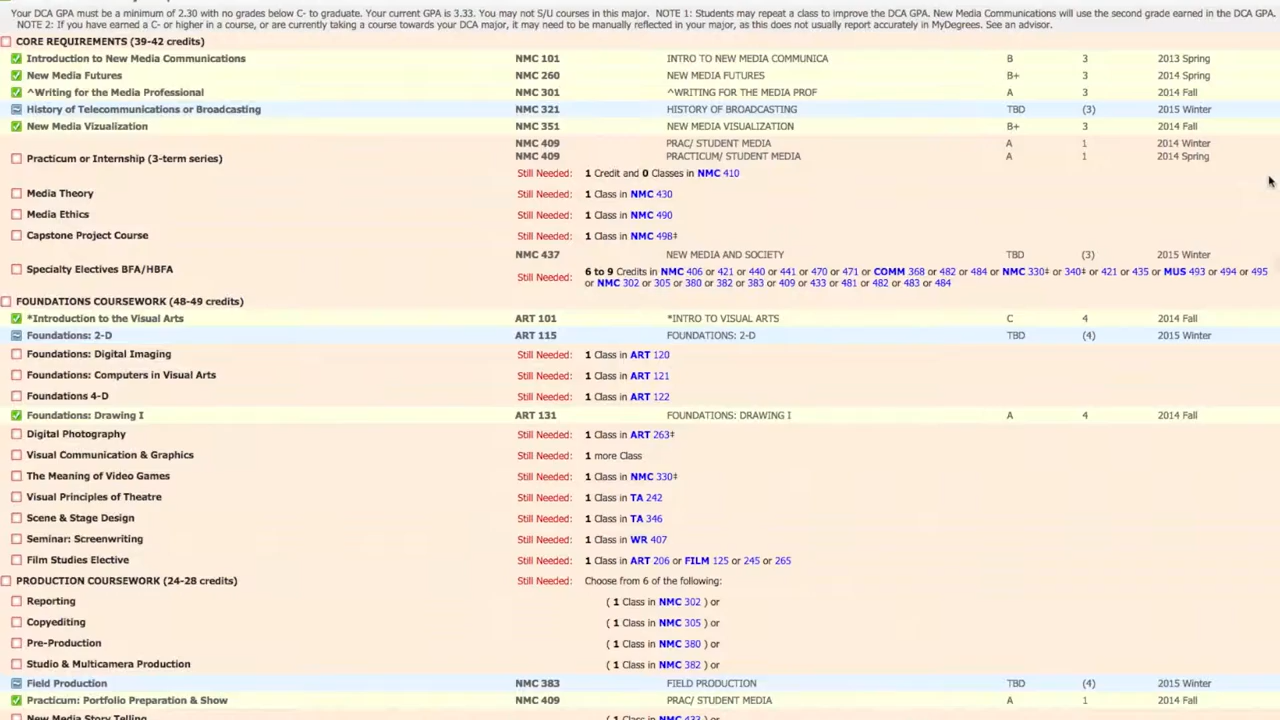 Your DCA GPA must be a minimum of 2.30 with no grades below C- to graduate. Your current GPA is 3.33. You may not S/U courses in this major. NOTE 1: Students may repeat a class to improve the DCA GPA. New Media Communications will use the second grade earned in the DCA GPA.
NOTE 2: If you have earned a C- or higher in a course, or are currently taking a course towards your DCA major, it may need to be manually reflected in your major, as this does not usually report accurately in MyDegrees. See an advisor.
CORE REQUIREMENTS (39-42 credits)
Introduction to New Media Communications NMC 101 INTRO TO NEW MEDIA COMMUNICA B 3 2013 Spring
New Media Futures NMC 260 NEW MEDIA FUTURES B+ 3 2014 Spring
^Writing for the Media Professional NMC 301 ^WRITING FOR THE MEDIA PROF A 3 2014 Fall
History of Telecommunications or Broadcasting NMC 321 HISTORY OF BROADCASTING TBD (3) 2015 Winter
New Media Vizualization NMC 351 NEW MEDIA VISUALIZATION B+ 3 2014 Fall
NMC 409 PRAC/ STUDENT MEDIA A 1 2014 Winter
Practicum or Internship (3-term series) NMC 409 PRACTICUM/ STUDENT MEDIA A 1 2014 Spring
Still Needed: 1 Credit and 0 Classes in NMC 410
Media Theory Still Needed: 1 Class in NMC 430
Media Ethics Still Needed: 1 Class in NMC 490
Capstone Project Course Still Needed: 1 Class in NMC 498‡
NMC 437 NEW MEDIA AND SOCIETY TBD (3) 2015 Winter
Specialty Electives BFA/HBFA Still Needed: 6 to 9 Credits in NMC 406 or 421 or 440 or 441 or 470 or 471 or COMM 368 or 482 or 484 or NMC 330‡ or 340‡ or 421 or 435 or MUS 493 or 494 or 495
or NMC 302 or 305 or 380 or 382 or 383 or 409 or 433 or 481 or 482 or 483 or 484
FOUNDATIONS COURSEWORK (48-49 credits)
*Introduction to the Visual Arts ART 101 *INTRO TO VISUAL ARTS C 4 2014 Fall
Foundations: 2-D ART 115 FOUNDATIONS: 2-D TBD (4) 2015 Winter
Foundations: Digital Imaging Still Needed: 1 Class in ART 120
Foundations: Computers in Visual Arts Still Needed: 1 Class in ART 121
Foundations 4-D Still Needed: 1 Class in ART 122
Foundations: Drawing I ART 131 FOUNDATIONS: DRAWING I A 4 2014 Fall
Digital Photography Still Needed: 1 Class in ART 263‡
Visual Communication & Graphics Still Needed: 1 more Class
The Meaning of Video Games Still Needed: 1 Class in NMC 330‡
Visual Principles of Theatre Still Needed: 1 Class in TA 242
Scene & Stage Design Still Needed: 1 Class in TA 346
Seminar: Screenwriting Still Needed: 1 Class in WR 407
Film Studies Elective Still Needed: 1 Class in ART 206 or FILM 125 or 245 or 265
PRODUCTION COURSEWORK (24-28 credits) Still Needed: Choose from 6 of the following:
Reporting ( 1 Class in NMC 302 ) or
Copyediting ( 1 Class in NMC 305 ) or
Pre-Production ( 1 Class in NMC 380 ) or
Studio & Multicamera Production ( 1 Class in NMC 382 ) or
Field Production NMC 383 FIELD PRODUCTION TBD (4) 2015 Winter
Practicum: Portfolio Preparation & Show NMC 409 PRAC/ STUDENT MEDIA A 1 2014 Fall
New Media Story Telling ( 1 Class in NMC 433 ) or